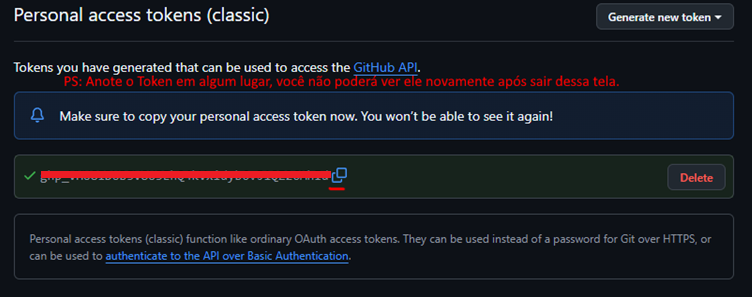 Personal access tokens (classic)
Generate new token
Tokens you have generated that can be used to access the GitHub API.
PS: Anote o Token em algum lugar, você não poderá ver ele novamente após sair dessa tela.
Make sure to copy your personal access token now. You won't be able to see it again!
Delete
Personal access tokens (classic) function like ordinary OAuth access tokens. They can be used instead of a password for Git over HTTPS, or
can be used to authenticate to the API over Basic Authentication.